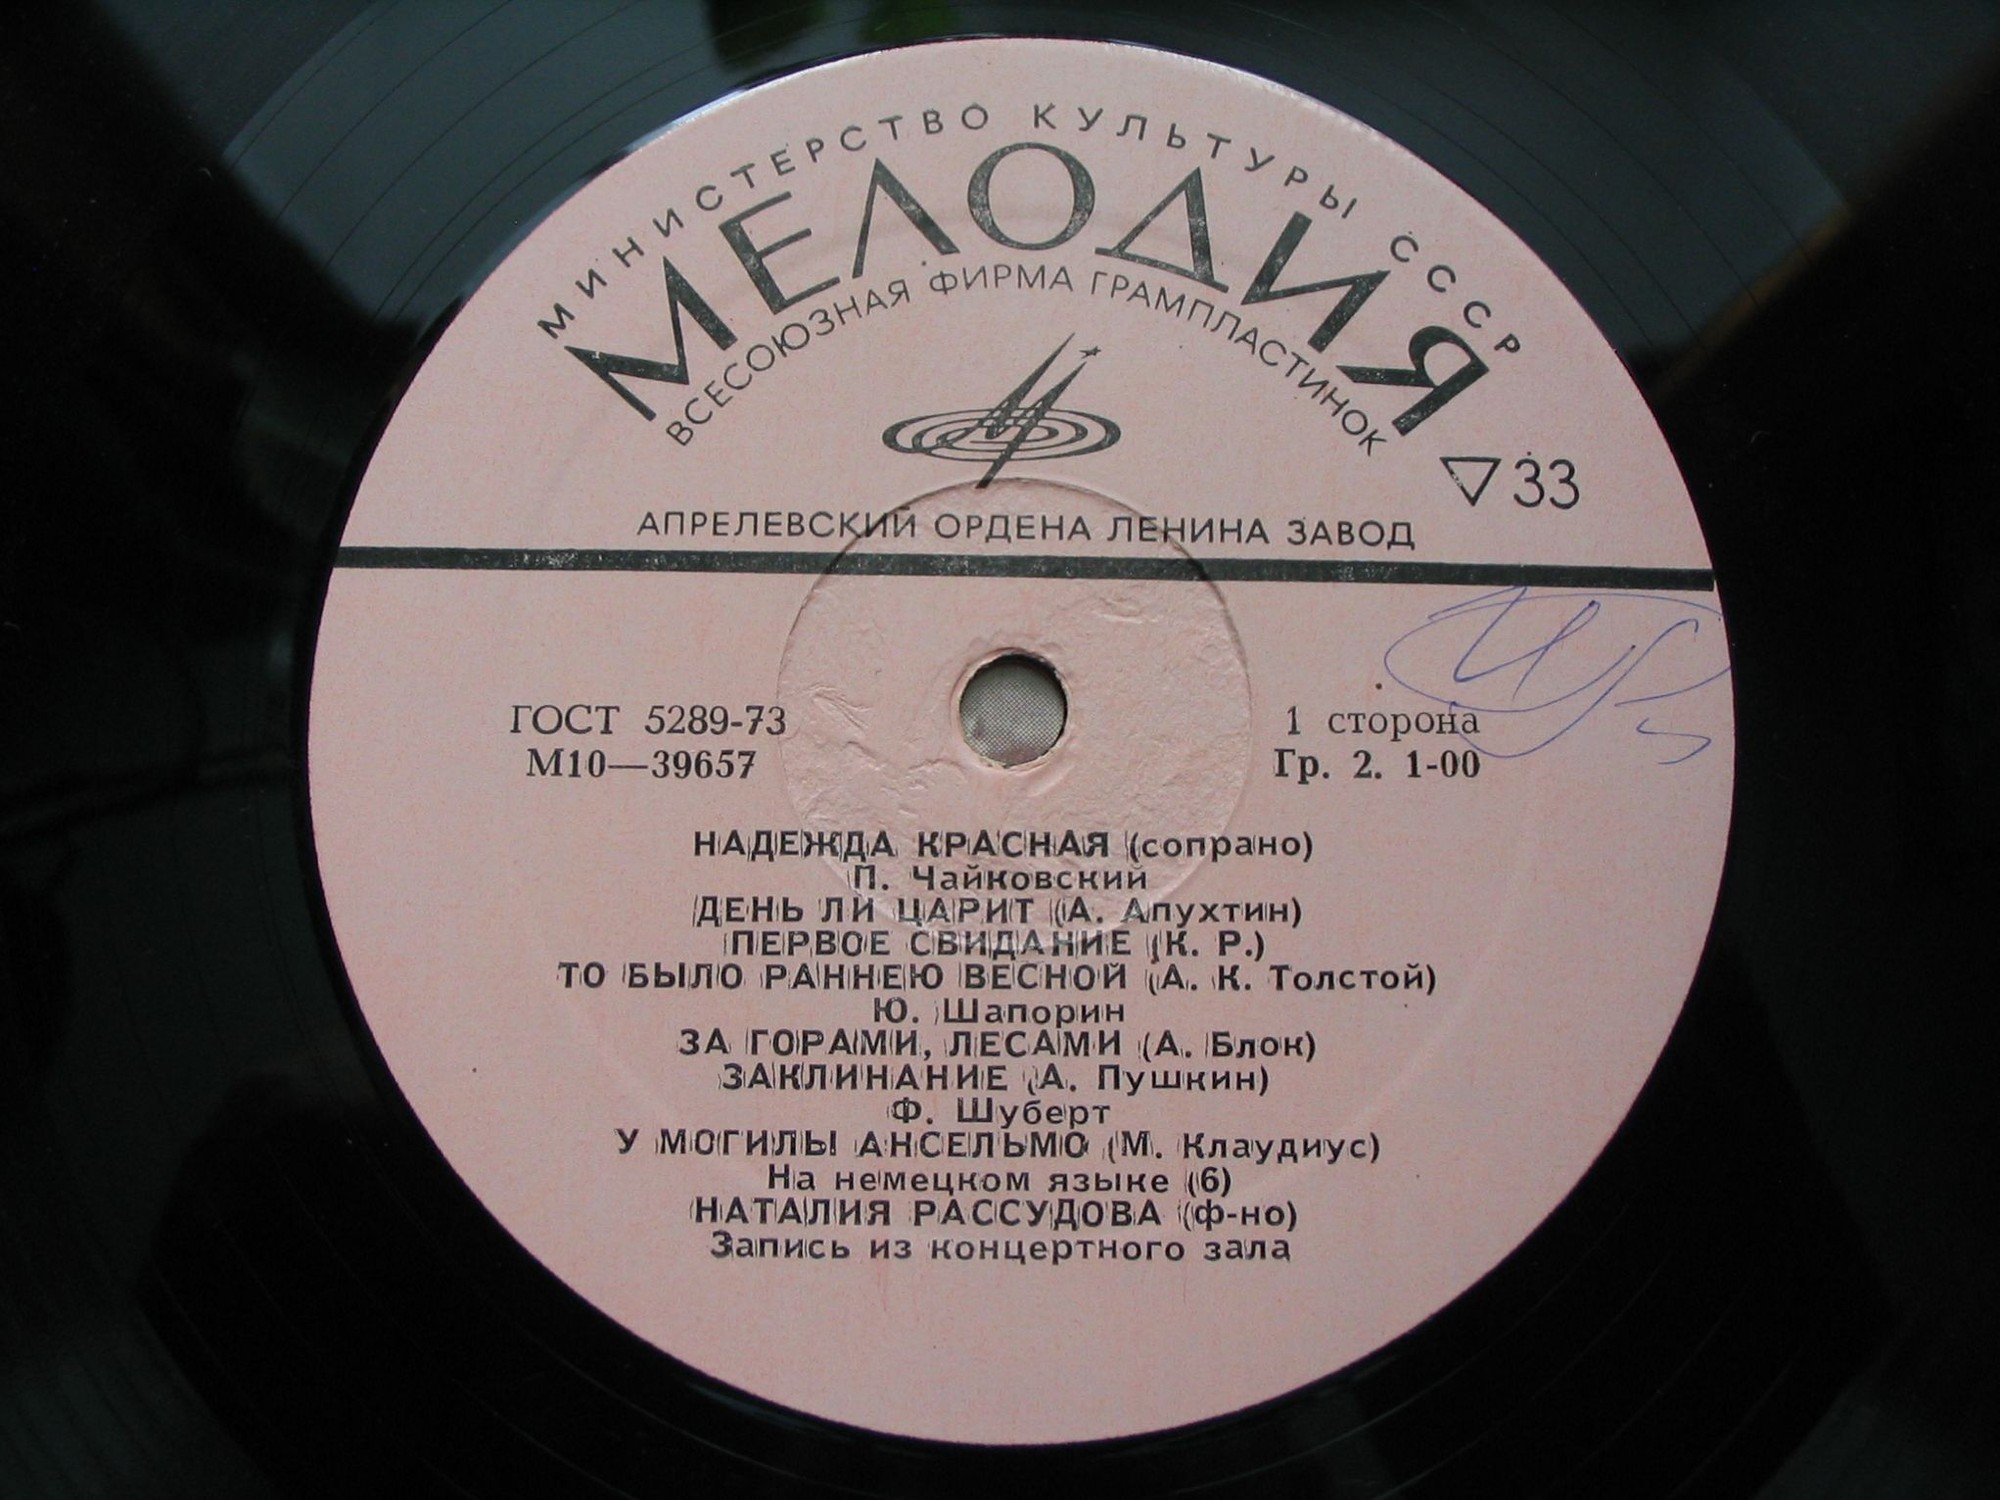 МИНИСТЕРСТВО КУЛЬТУРЫ СССР
МЕЛОДИЯ
ВСЕСОЮЗНАЯ ФИРМА ГРАМПЛАСТИНОК
33
АПРЕЛЕВСКИЙ ОРДЕНА ЛЕНИНА ЗАВОД
ГОСТ 5289-73
М10—39657
1 сторона
Гр. 2. 1-00
НАДЕЖДА КРАСНАЯ (сопрано)
П. Чайковский
ДЕНЬ ЛИ ЦАРИТ (А. Апухтин)
ПЕРВОЕ СВИДАНИЕ (К. Р.)
ТО БЫЛО РАННЕЮ ВЕСНОЙ (А. К. Толстой)
Ю. Шапорин
ЗА ГОРАМИ, ЛЕСАМИ (А. Блок)
ЗАКЛИНАНИЕ (А. Пушкин)
Ф. Шуберт
У МОГИЛЫ АНСЕЛЬМО (М. Клаудиус)
На немецком языке (6)
НАТАЛИЯ РАССУДОВА (ф-но)
Запись из концертного зала